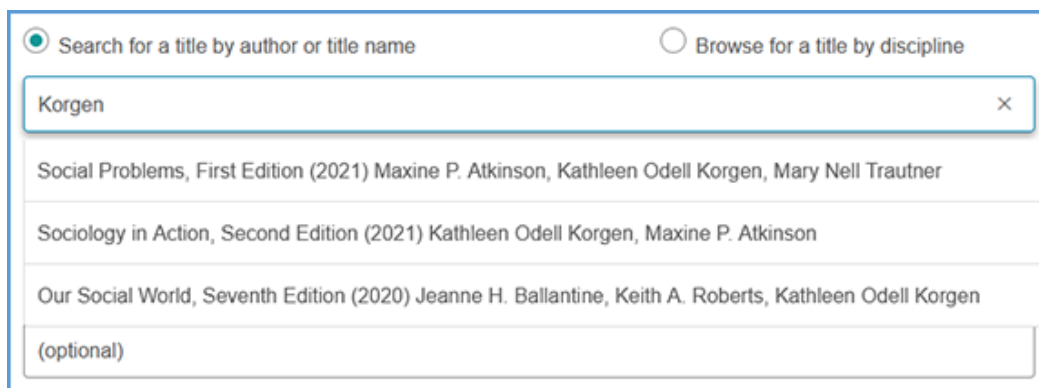 Search for a title by author or title name
Browse for a title by discipline
Korgen
Social Problems, First Edition (2021) Maxine P. Atkinson, Kathleen Odell Korgen, Mary Nell Trautner
Sociology in Action, Second Edition (2021) Kathleen Odell Korgen, Maxine P. Atkinson
Our Social World, Seventh Edition (2020) Jeanne H. Ballantine, Keith A. Roberts, Kathleen Odell Korgen
(optional)